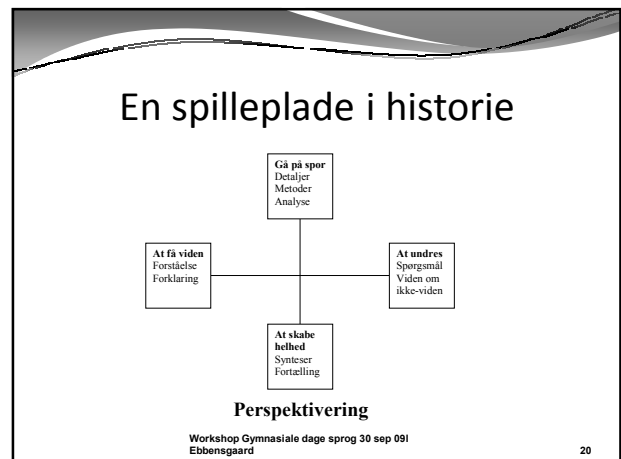 En spilleplade i historie
Gå på spor
Detaljer
Metoder
Analyse
At få viden
Forståelse
Forklaring
At undres
Spørgsmål
Viden om
ikke-viden
At skabe
helhed
Synteser
Fortælling
Perspektivering
Workshop Gymnasiale dage sprog 30 sep 09l
Ebbensgaard
20